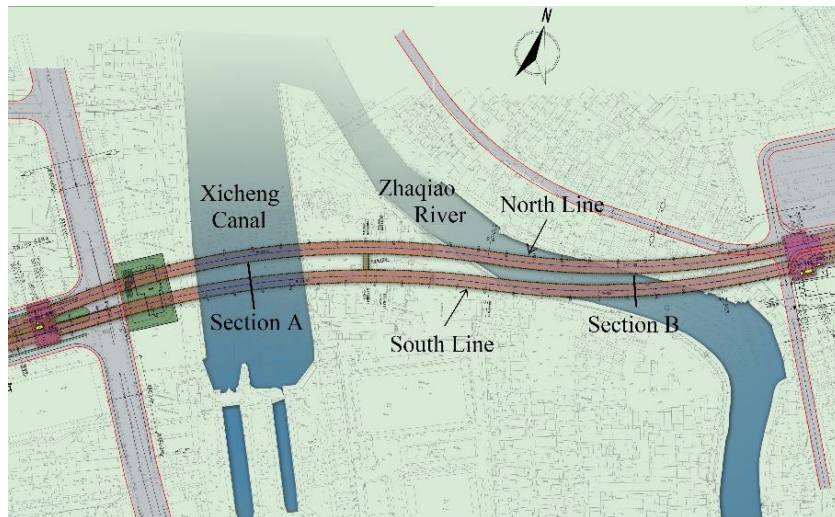 N
Xicheng
Canal
Zhaqiao
River
North Line
Section A
South Line
Section B